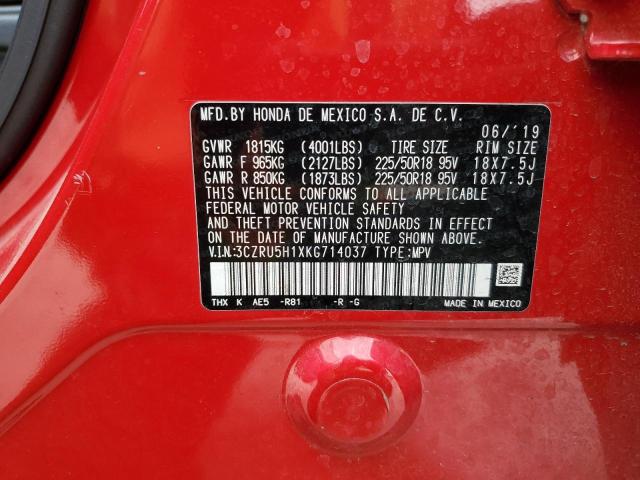 MFD.BY HONDA DE MEXICO S.A. DE C.V.
06/'19
GVWR 1815KG (4001LBS) TIRE SIZE RIM SIZE
GAWR F 965KG (2127LBS) 225/50R18 95V 18X7.5J
GAWR R 850KG (1873LBS) 225/50R18 95V 18X7.5J
THIS VEHICLE CONFORMS TO ALL APPLICABLE
FEDERAL MOTOR VEHICLE SAFETY
AND THEFT PREVENTION STANDARDS IN EFFECT
ON THE DATE OF MANUFACTURE SHOWN ABOVE.
V.I.N:3CZRU5H1XKG714037 TYPE:MPV
THX K AE5 -R81 -R -G MADE IN MEXICO